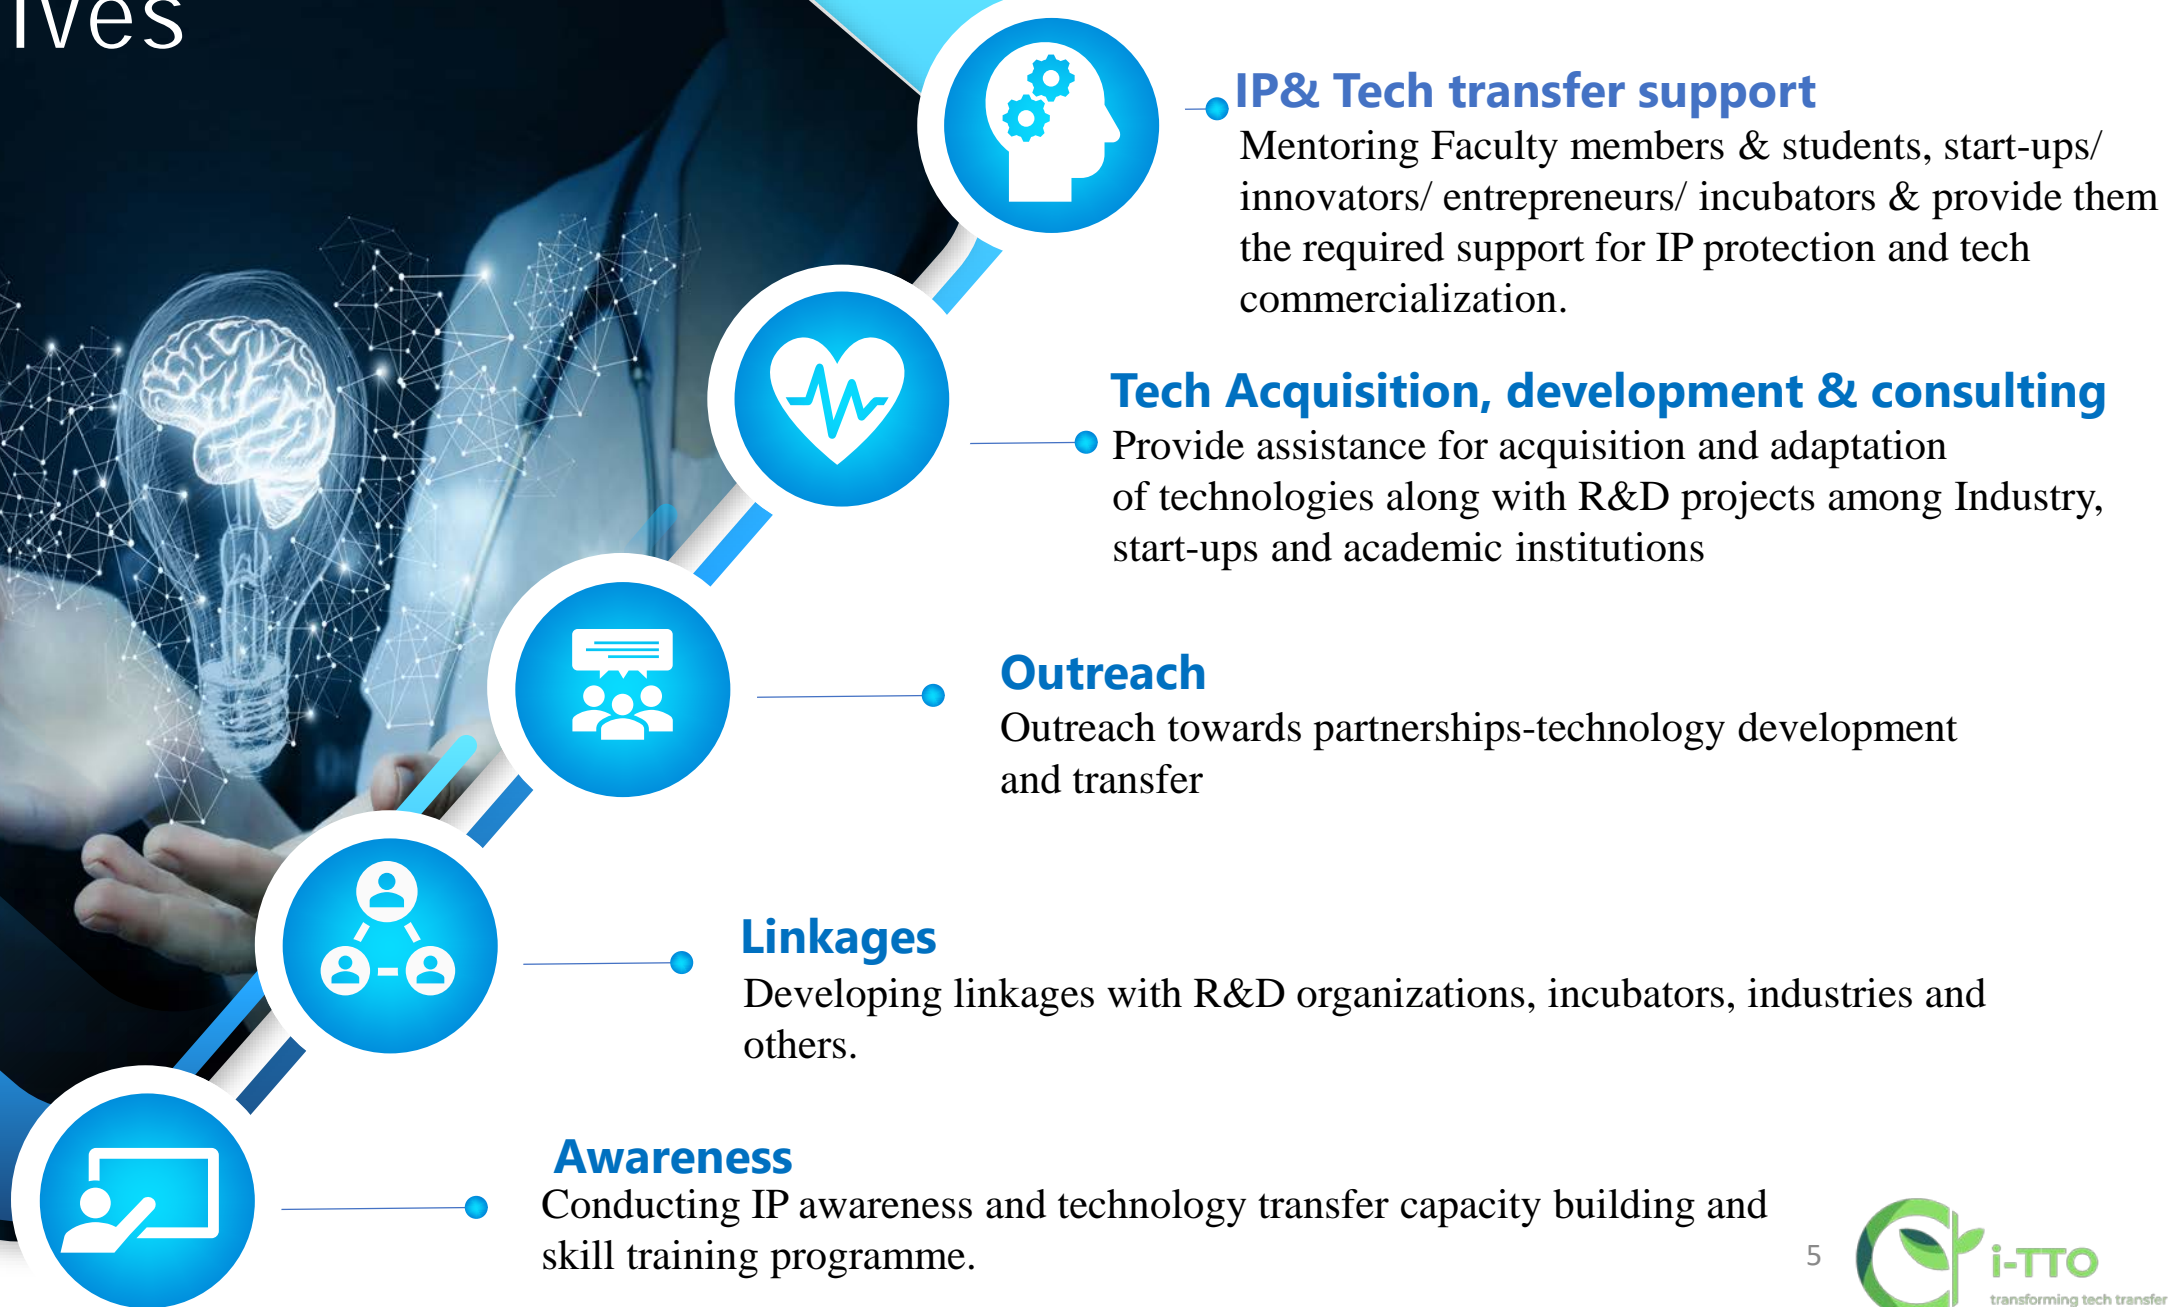 ives
IP& Tech transfer support
Mentoring Faculty members & students, start-ups/
innovators/ entrepreneurs/ incubators & provide them
the required support for IP protection and tech
commercialization.
Tech Acquisition, development & consulting
Provide assistance for acquisition and adaptation
of technologies along with R&D projects among Industry,
start-ups and academic institutions
Outreach
Outreach towards partnerships-technology development
and transfer
Linkages
Developing linkages with R&D organizations, incubators, industries and
others.
Awareness
Conducting IP awareness and technology transfer capacity building and
skill training programme.
5
i-TTO
transforming tech transfer